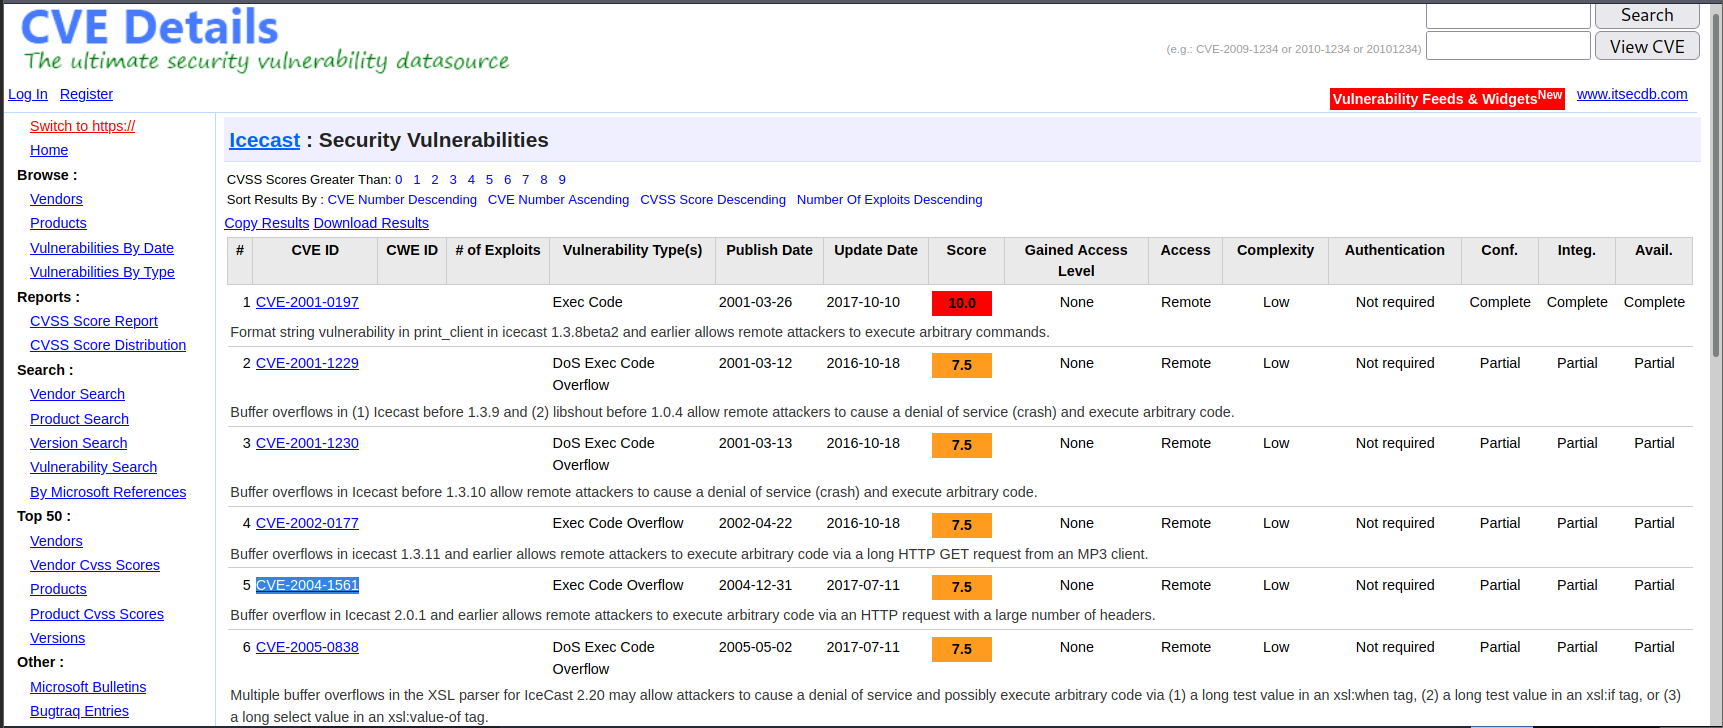 CVE Details
The ultimate security vulnerability datasource
Search
(e.g.: CVE-2009-1234 or 2010-1234 or 20101234)
View CVE
Log In Register
Vulnerability Feeds & WidgetsNew www.itsecdb.com
Switch to https://
Home
Browse :
Vendors
Products
Vulnerabilities By Date
Vulnerabilities By Type
Reports :
CVSS Score Report
CVSS Score Distribution
Search :
Vendor Search
Product Search
Version Search
Vulnerability Search
By Microsoft References
Top 50 :
Vendors
Vendor Cvss Scores
Products
Product Cvss Scores
Versions
Other :
Microsoft Bulletins
Bugtraq Entries
Icecast : Security Vulnerabilities
CVSS Scores Greater Than: 0 1 2 3 4 5 6 7 8 9
Sort Results By : CVE Number Descending CVE Number Ascending CVSS Score Descending Number Of Exploits Descending
Copy Results Download Results
# CVE ID CWE ID # of Exploits Vulnerability Type(s) Publish Date Update Date Score Gained Access Level Access Complexity Authentication Conf. Integ. Avail.
1 CVE-2001-0197 Exec Code 2001-03-26 2017-10-10 10.0 None Remote Low Not required Complete Complete Complete
Format string vulnerability in print_client in icecast 1.3.8beta2 and earlier allows remote attackers to execute arbitrary commands.
2 CVE-2001-1229 DoS Exec Code Overflow 2001-03-12 2016-10-18 7.5 None Remote Low Not required Partial Partial Partial
Buffer overflows in (1) Icecast before 1.3.9 and (2) libshout before 1.0.4 allow remote attackers to cause a denial of service (crash) and execute arbitrary code.
3 CVE-2001-1230 DoS Exec Code Overflow 2001-03-13 2016-10-18 7.5 None Remote Low Not required Partial Partial Partial
Buffer overflows in Icecast before 1.3.10 allow remote attackers to cause a denial of service (crash) and execute arbitrary code.
4 CVE-2002-0177 Exec Code Overflow 2002-04-22 2016-10-18 7.5 None Remote Low Not required Partial Partial Partial
Buffer overflows in icecast 1.3.11 and earlier allows remote attackers to execute arbitrary code via a long HTTP GET request from an MP3 client.
5 CVE-2004-1561 Exec Code Overflow 2004-12-31 2017-07-11 7.5 None Remote Low Not required Partial Partial Partial
Buffer overflow in Icecast 2.0.1 and earlier allows remote attackers to execute arbitrary code via an HTTP request with a large number of headers.
6 CVE-2005-0838 DoS Exec Code Overflow 2005-05-02 2017-07-11 7.5 None Remote Low Not required Partial Partial Partial
Multiple buffer overflows in the XSL parser for IceCast 2.20 may allow attackers to cause a denial of service and possibly execute arbitrary code via (1) a long test value in an xsl:when tag, (2) a long test value in an xsl:if tag, or (3)
a long select value in an xsl:value-of tag.